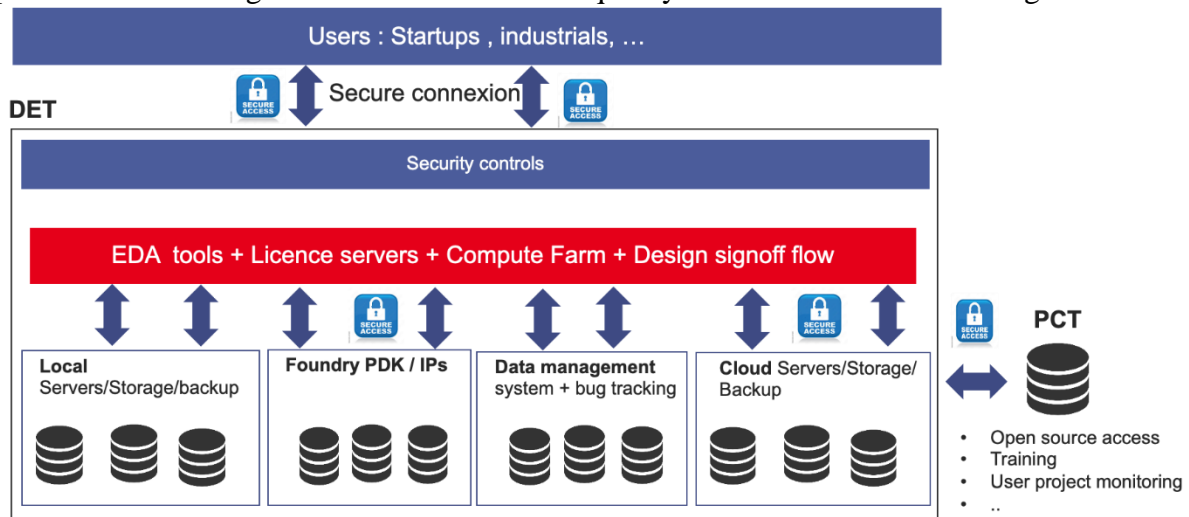 Users : Startups , industrials, ...
SECURE
ACCESS
Secure connexion
SECURE
ACCESS
DET
Security controls
EDA tools + Licence servers + Compute Farm + Design signoff flow
SECURE
ACCESS
SECURE
ACCESS
SECURE
ACCESS
PCT
Local
Servers/Storage/backup
Foundry PDK / IPs
Data management
system + bug tracking
Cloud Servers/Storage/
Backup
• Open source access
• Training
• User project monitoring
• ..